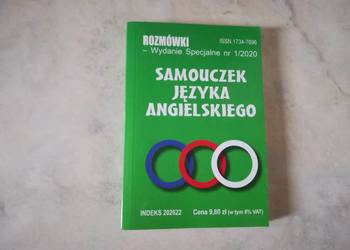 ROZMÓWKI
ISSN 1734-7696
– Wydanie Specjalne nr 1/2020
SAMOUCZEK
JĘZYKA
ANGIELSKIEGO
INDEKS 202622
Cena 9,80 zł (w tym 8% VAT)